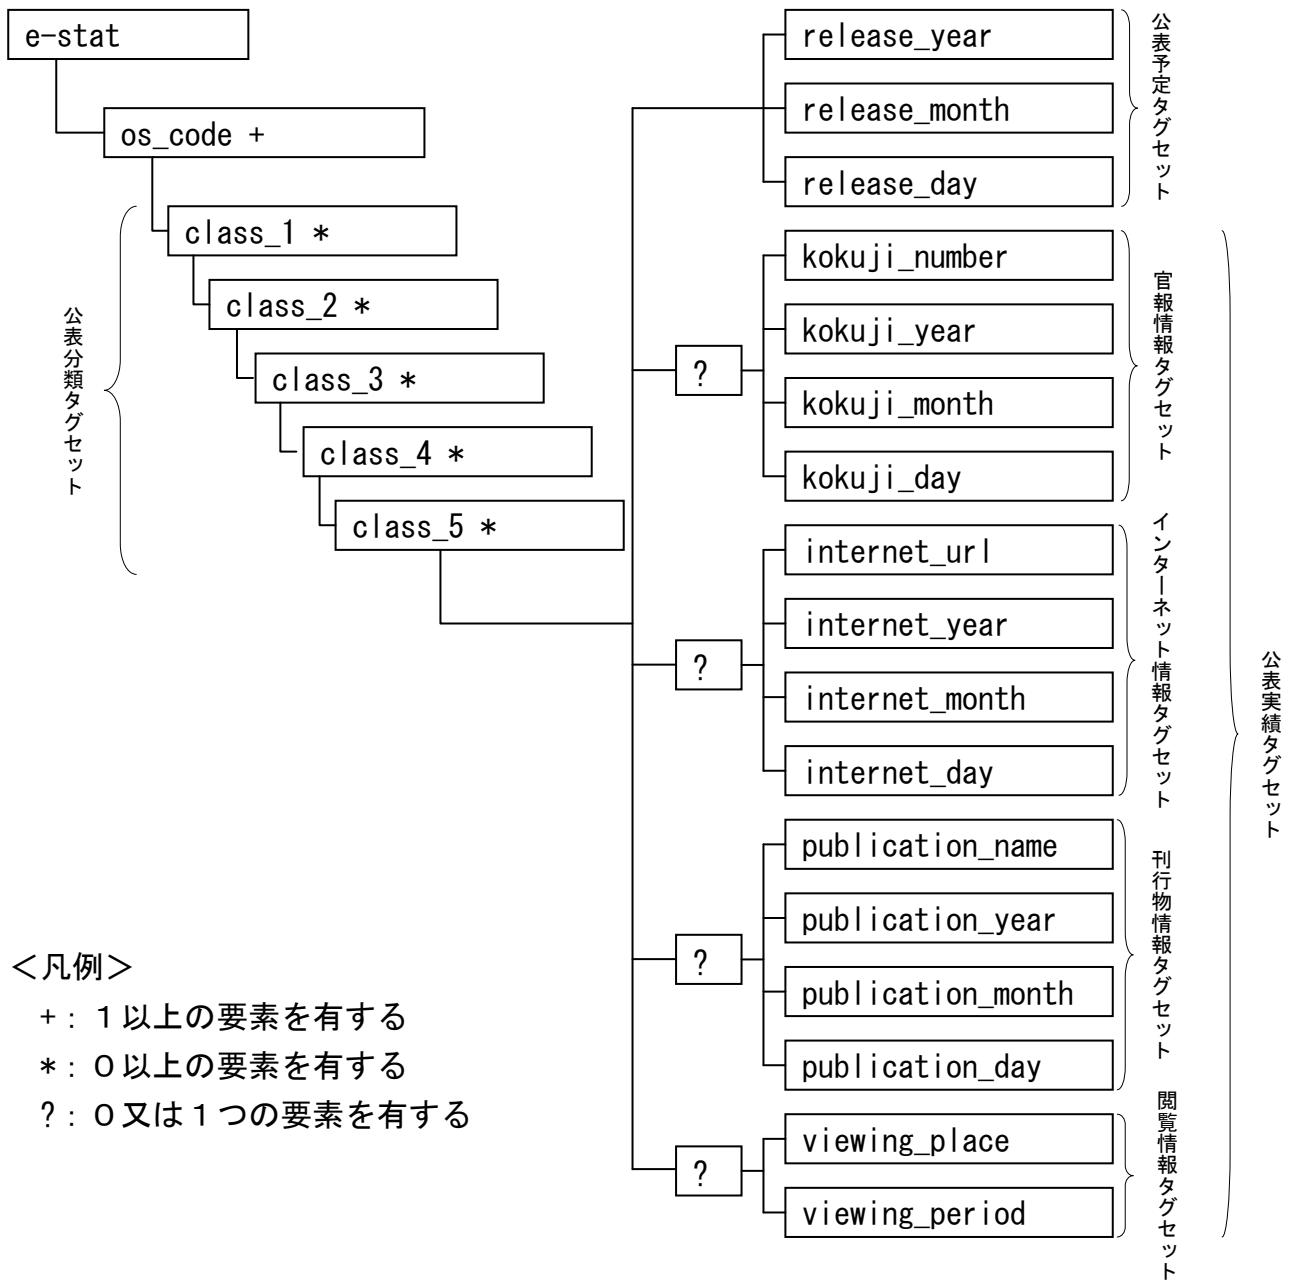 e-stat
os_code +
class_1 *
class_2 *
class_3 *
class_4 *
class_5 *
公表分類タグセット
release_year
release_month
release_day
公表予定タグセット
?
kokuji_number
kokuji_year
kokuji_month
kokuji_day
官報情報タグセット
?
internet_url
internet_year
internet_month
internet_day
インターネット情報タグセット
?
publication_name
publication_year
publication_month
publication_day
刊行物情報タグセット
?
viewing_place
viewing_period
閲覧情報タグセット
公表実績タグセット
<凡例>
+:1以上の要素を有する
*:0以上の要素を有する
?:0又は1つの要素を有する